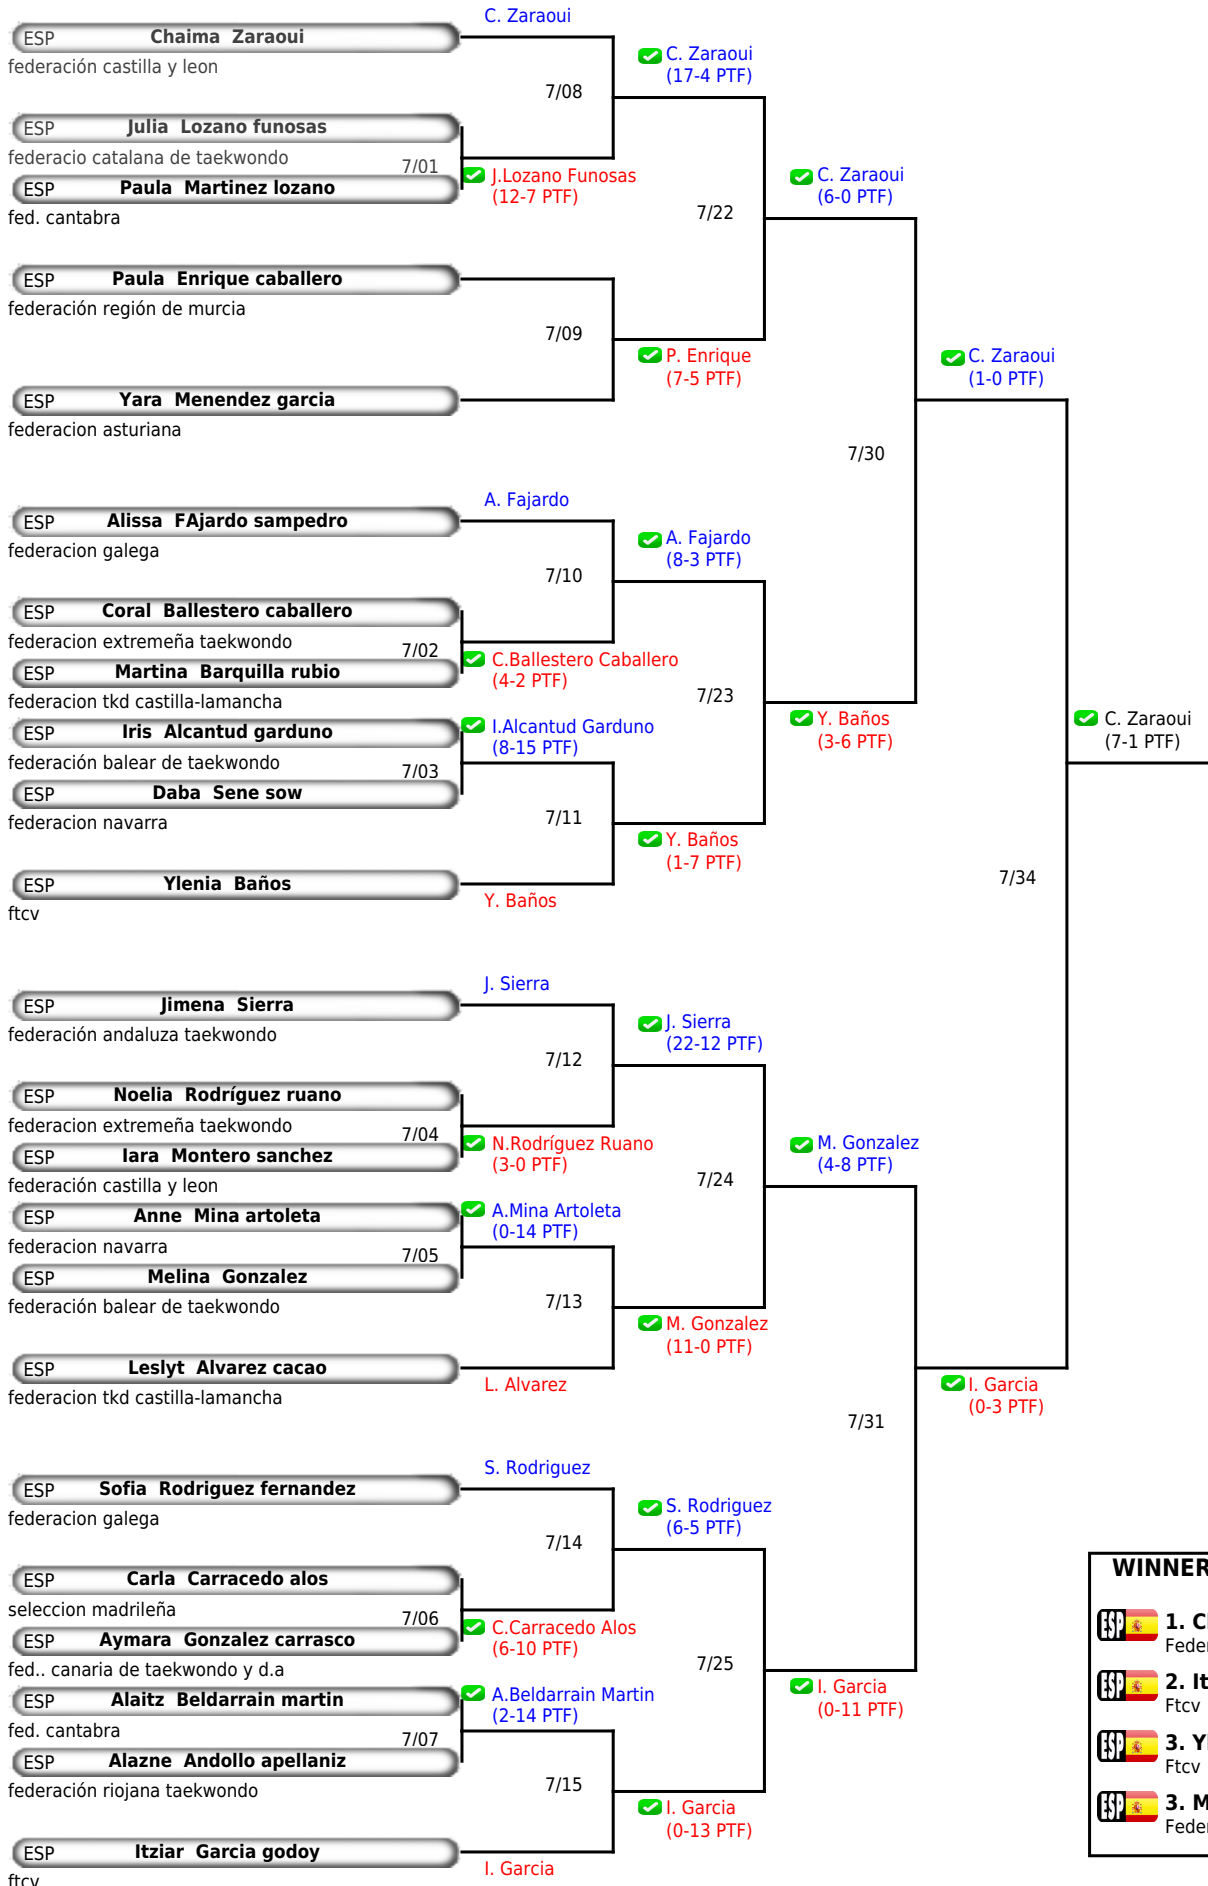 C. Zaraoui
ESP Chaima Zaraoui
federación castilla y leon
C. Zaraoui
(17-4 PTF)
7/08
ESP Julia Lozano funosas
federacio catalana de taekwondo
7/01
J.Lozano Funosas
(12-7 PTF)
ESP Paula Martinez lozano
fed. cantabra
C. Zaraoui
(6-0 PTF)
7/22
ESP Paula Enrique caballero
federación región de murcia
7/09
P. Enrique
(7-5 PTF)
C. Zaraoui
(1-0 PTF)
ESP Yara Menendez garcia
federacion asturiana
7/30
A. Fajardo
ESP Alissa FAjardo sampedro
federacion galega
A. Fajardo
(8-3 PTF)
7/10
ESP Coral Ballestero caballero
federacion extremeña taekwondo
7/02
C.Ballestero Caballero
(4-2 PTF)
ESP Martina Barquilla rubio
federacion tkd castilla-lamancha
7/23
ESP Iris Alcantud garduno
I.Alcantud Garduno
(8-15 PTF)
Y. Baños
(3-6 PTF)
C. Zaraoui
(7-1 PTF)
federación balear de taekwondo
7/03
ESP Daba Sene sow
federacion navarra
7/11
Y. Baños
(1-7 PTF)
ESP Ylenia Baños
ftcv
Y. Baños
7/34
J. Sierra
ESP Jimena Sierra
federación andaluza taekwondo
J. Sierra
(22-12 PTF)
7/12
ESP Noelia Rodríguez ruano
federacion extremeña taekwondo
7/04
N.Rodríguez Ruano
(3-0 PTF)
M. Gonzalez
(4-8 PTF)
ESP Iara Montero sanchez
federación castilla y leon
7/24
ESP Anne Mina artoleta
A.Mina Artoleta
(0-14 PTF)
federacion navarra
7/05
ESP Melina Gonzalez
federación balear de taekwondo
7/13
M. Gonzalez
(11-0 PTF)
ESP Leslyt Alvarez cacao
federacion tkd castilla-lamancha
L. Alvarez
I. Garcia
(0-3 PTF)
7/31
S. Rodriguez
ESP Sofia Rodriguez fernandez
federacion galega
S. Rodriguez
(6-5 PTF)
7/14
ESP Carla Carracedo alos
seleccion madrileña
7/06
C.Carracedo Alos
(6-10 PTF)
ESP Aymara Gonzalez carrasco
fed.. canaria de taekwondo y d.a
7/25
ESP Alaitz Beldarrain martin
A.Beldarrain Martin
(2-14 PTF)
I. Garcia
(0-11 PTF)
fed. cantabra
7/07
ESP Alazne Andollo apellaniz
federación riojana taekwondo
7/15
I. Garcia
(0-13 PTF)
ESP Itziar Garcia godoy
ftcv
I. Garcia
WINNER
ESP 1. C
Feder
ESP 2. It
Ftcv
ESP 3. Y
Ftcv
ESP 3. M
Feder